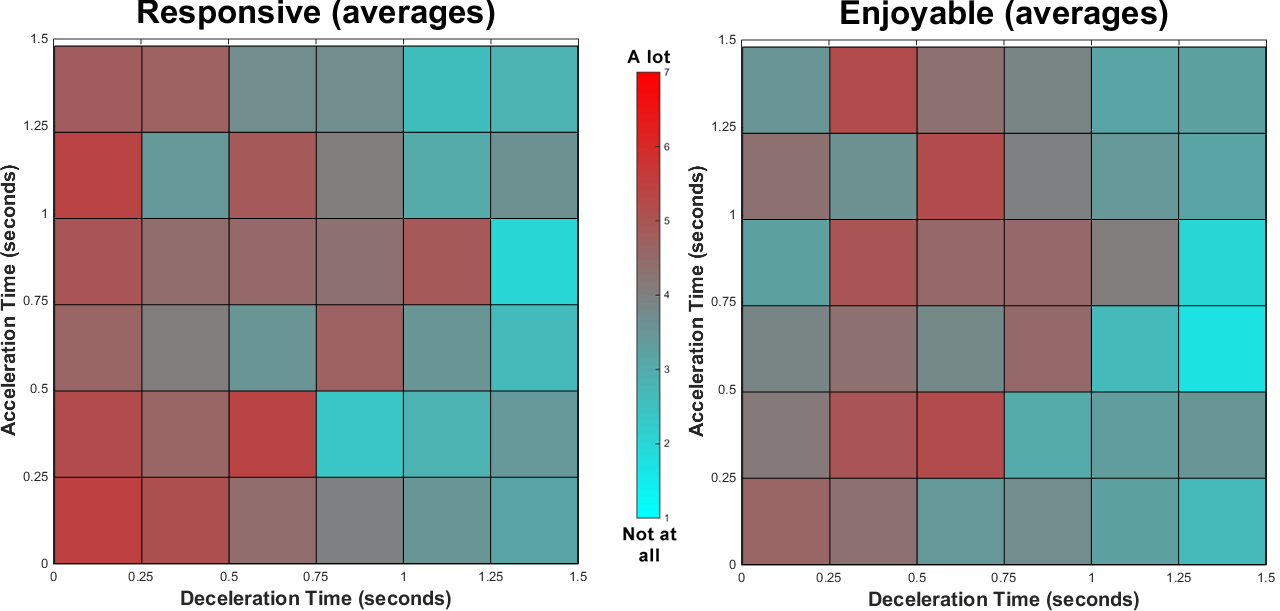 Responsive (averages)
1.5
1.25
1
0.75
0.5
0.25
0
0 0.25 0.5 0.75 1 1.25 1.5
Acceleration Time (seconds)
Deceleration Time (seconds)
A lot
7
6
5
4
3
2
1
Not at
all
Enjoyable (averages)
1.5
1.25
1
0.75
0.5
0.25
0
0 0.25 0.5 0.75 1 1.25 1.5
Acceleration Time (seconds)
Deceleration Time (seconds)